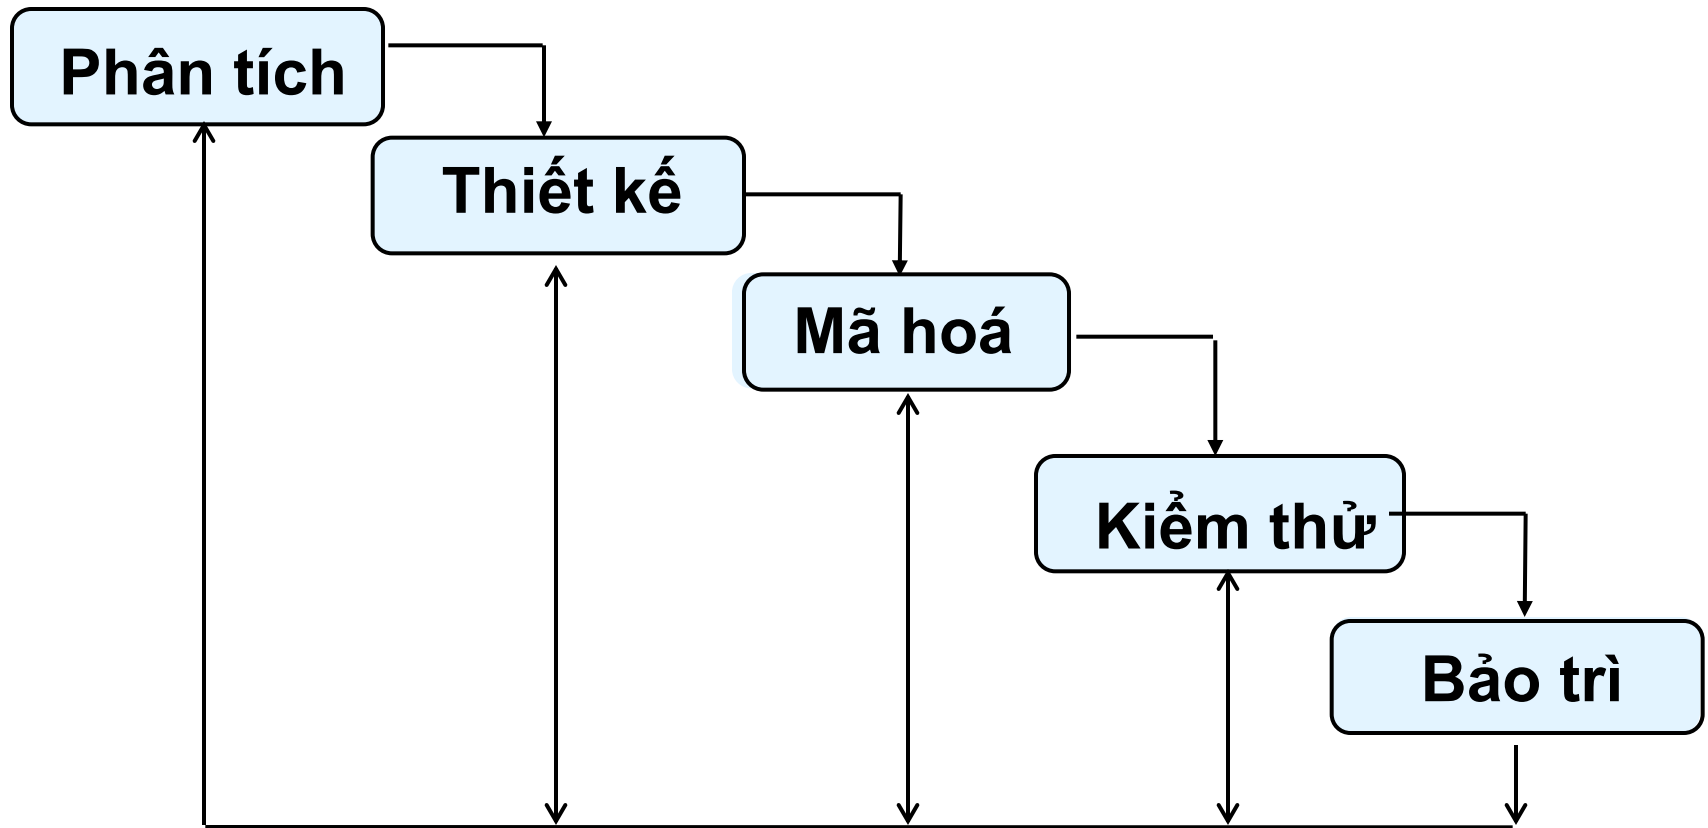 Phân tích
Thiết kế
Mã hoá
Kiểm thử
Bảo trì